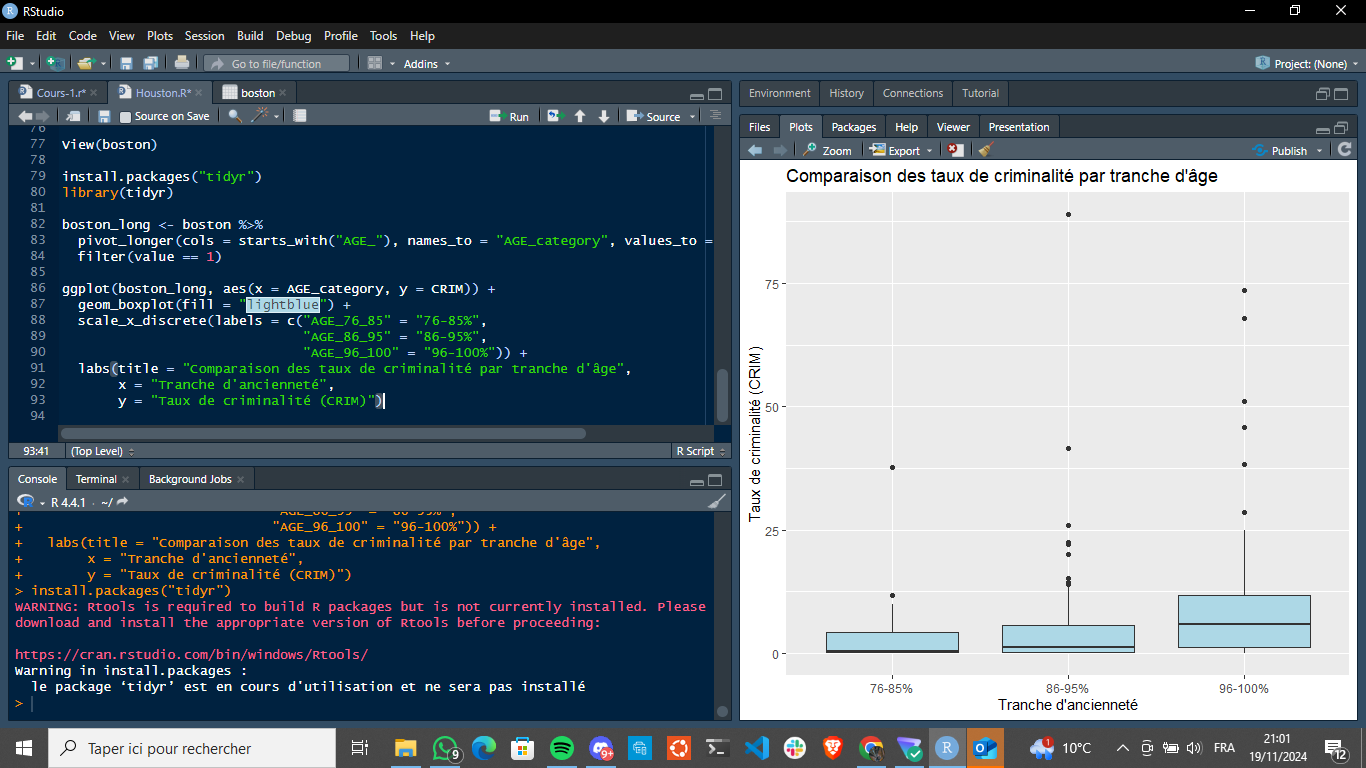 RStudio
File Edit Code View Plots Session Build Debug Profile Tools Help
Go to file/function Addins Project: (None)
Cours-1.r* Houston.R* boston
Source on Save Run Source
76
77 view(boston)
78
79 install.packages("tidyr")
80 library(tidyr)
81
82 boston_long <- boston %>%
83 pivot_longer(cols = starts_with("AGE_"), names_to = "AGE_category", values_to =
84 filter(value == 1)
85
86 ggplot(boston_long, aes(x = AGE_category, y = CRIM)) +
87 geom_boxplot(fill = "lightblue") +
88 scale_x_discrete(labels = c("AGE_76_85" = "76-85%",
89 "AGE_86_95" = "86-95%",
90 "AGE_96_100" = "96-100%")) +
91 labs(title = "Comparaison des taux de criminalité par tranche d'âge",
92 x = "Tranche d'ancienneté",
93 y = "Taux de criminalité (CRIM)")
94
93:41 (Top Level) R Script
Console Terminal Background Jobs
R 4.4.1 · ~/
+ "AGE_86_95" = "86-95%",
+ "AGE_96_100" = "96-100%")) +
+ labs(title = "Comparaison des taux de criminalité par tranche d'âge",
+ x = "Tranche d'ancienneté",
+ y = "Taux de criminalité (CRIM)")
> install.packages("tidyr")
WARNING: Rtools is required to build R packages but is not currently installed. Please
download and install the appropriate version of Rtools before proceeding:
https://cran.rstudio.com/bin/windows/Rtools/
Warning in install.packages :
le package ‘tidyr’ est en cours d'utilisation et ne sera pas installé
>
Environment History Connections Tutorial
Files Plots Packages Help Viewer Presentation
Zoom Export Publish
Comparaison des taux de criminalité par tranche d'âge
Taux de criminalité (CRIM)
75
50
25
0
76-85% 86-95% 96-100%
Tranche d'ancienneté
Taper ici pour rechercher
9
9+
1
10°C
FRA
21:01
19/11/2024
12